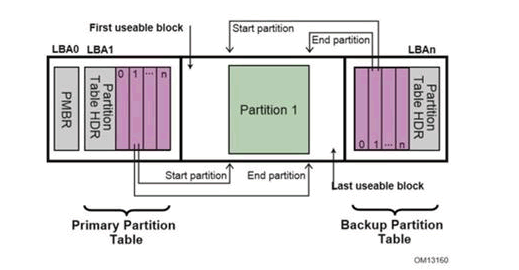 First useable block
Start partition
End partition
LBA0
LBA1
LBAn
PMBR
Partition
Table HDR
0 1 ... n
Partition 1
0 1 ... n
Partition
Table HDR
Start partition
End partition
Last useable block
Primary Partition
Table
Backup Partition
Table
OM13160